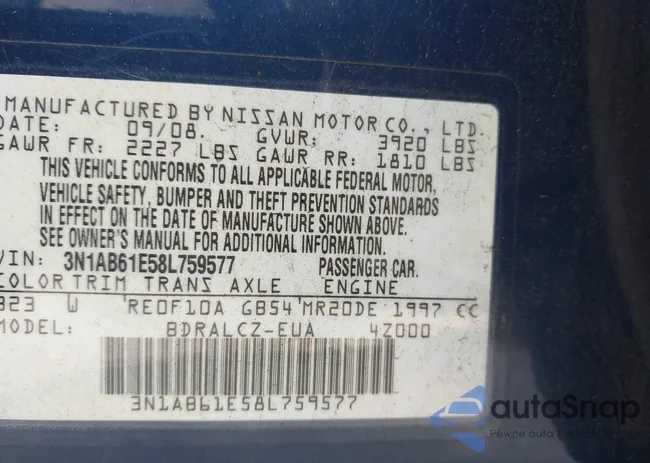 MANUFACTURED BY NISSAN MOTOR CO., LTD.
DATE: 09/08. GVWR: 3920 LBS
GAWR FR: 2227 LBS GAWR RR: 1810 LBS
THIS VEHICLE CONFORMS TO ALL APPLICABLE FEDERAL MOTOR,
VEHICLE SAFETY, BUMPER AND THEFT PREVENTION STANDARDS
IN EFFECT ON THE DATE OF MANUFACTURE SHOWN ABOVE.
SEE OWNER'S MANUAL FOR ADDITIONAL INFORMATION.
VIN: 3N1AB61E58L759577 PASSENGER CAR.
COLOR TRIM TRANS AXLE ENGINE
B23 W RE0F10A GB54 MR20DE 1997 CC
MODEL: BDRALCZ-EUA 4Z000
3N1AB61E58L759577
autoSnap
Pewne auto